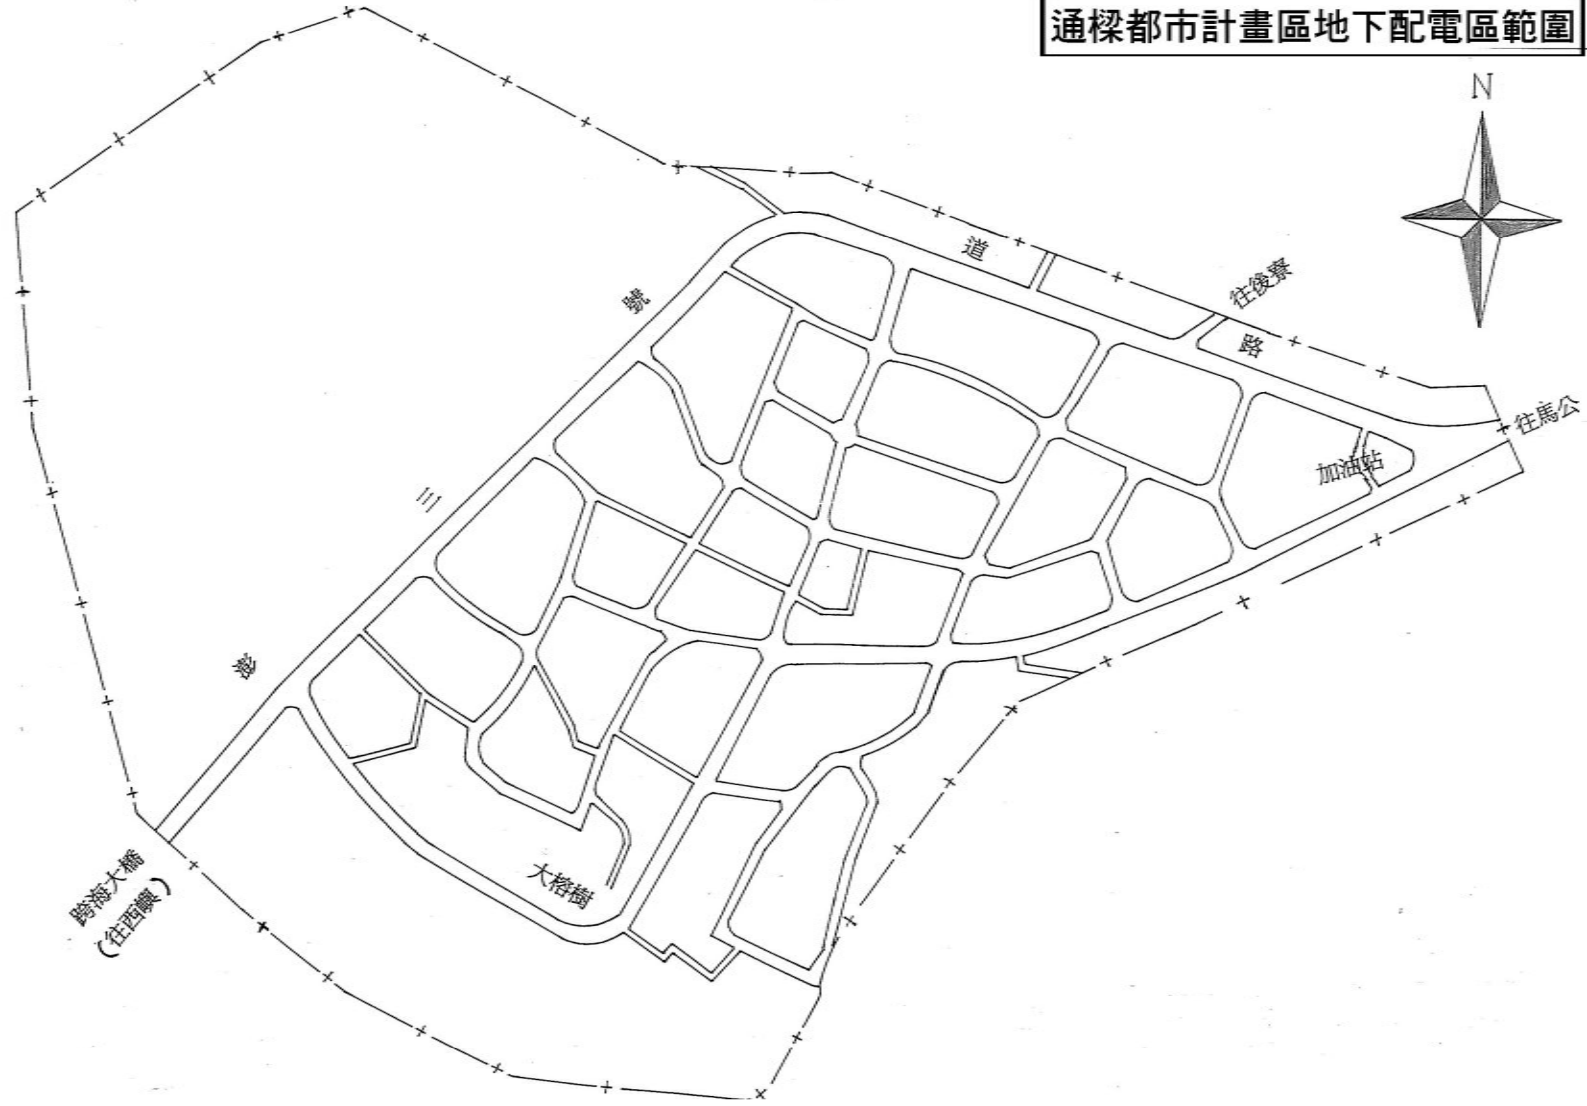 通樑都市計畫區地下配電區範圍
N
澎三號道路
往後寮
往馬公
加油站
大榕樹
跨海大橋
(往西嶼)